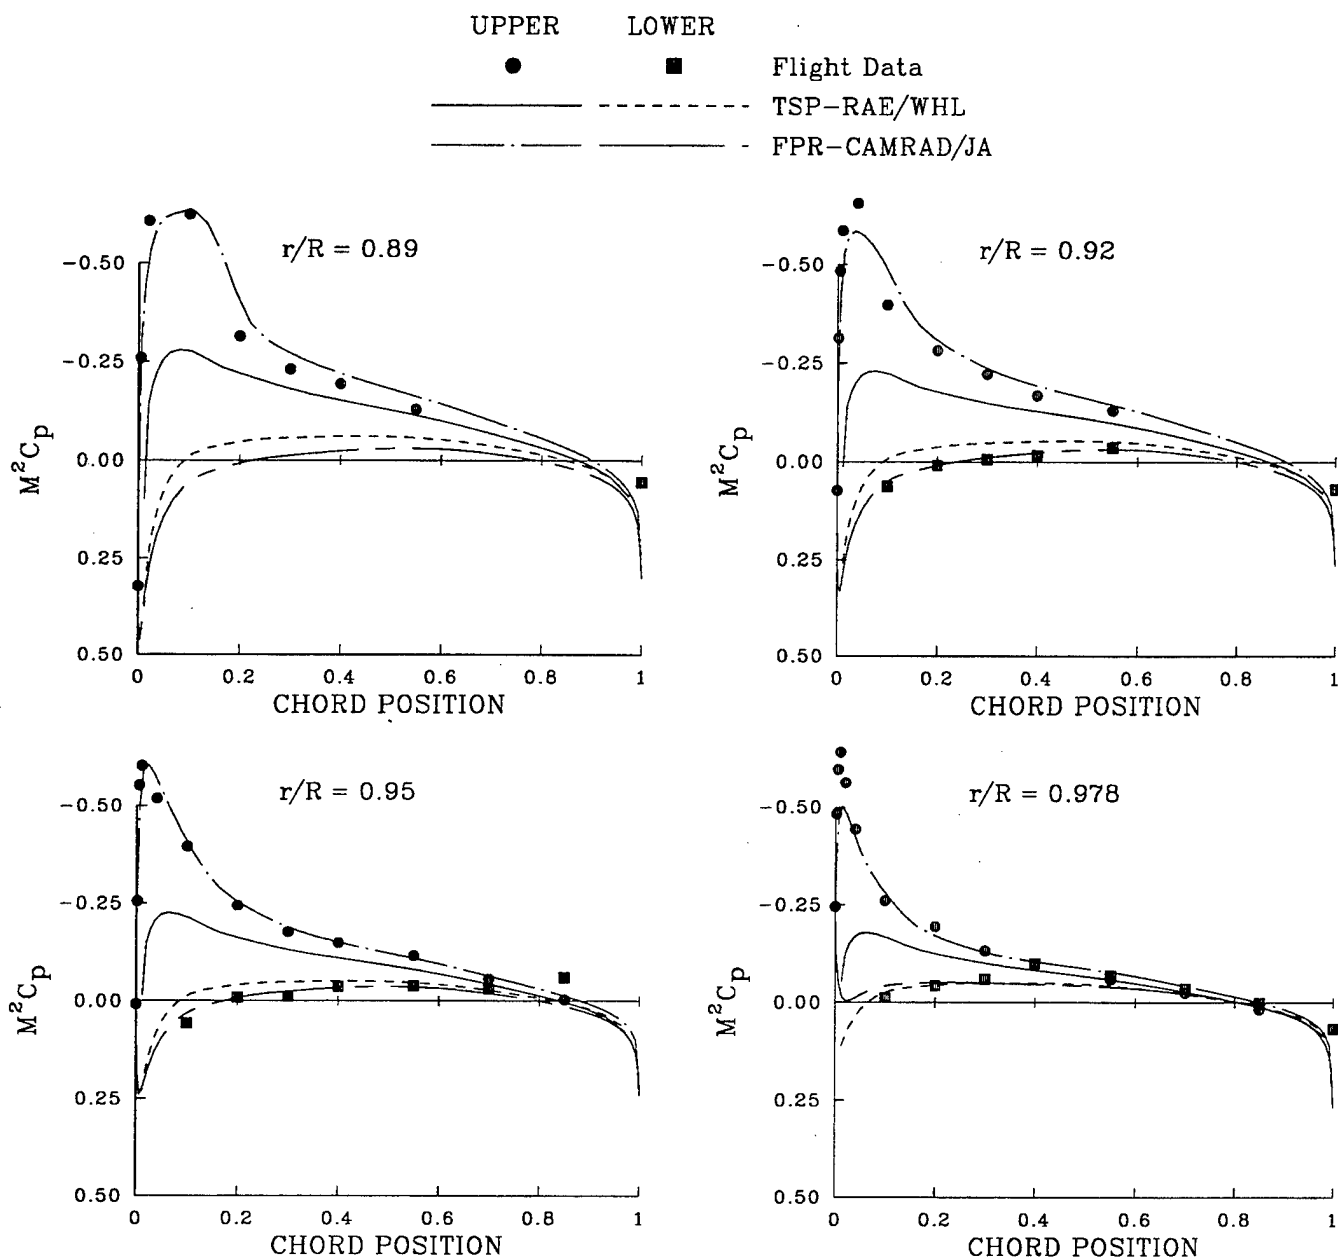 UPPER LOWER
Flight Data
TSP-RAE/WHL
FPR-CAMRAD/JA
r/R = 0.89
-0.50
-0.25
0.00
0.25
0.50
M²Cp
0 0.2 0.4 0.6 0.8 1
CHORD POSITION
r/R = 0.92
-0.50
-0.25
0.00
0.25
0.50
M²Cp
0 0.2 0.4 0.6 0.8 1
CHORD POSITION
r/R = 0.95
-0.50
-0.25
0.00
0.25
0.50
M²Cp
0 0.2 0.4 0.6 0.8 1
CHORD POSITION
r/R = 0.978
-0.50
-0.25
0.00
0.25
0.50
M²Cp
0 0.2 0.4 0.6 0.8 1
CHORD POSITION